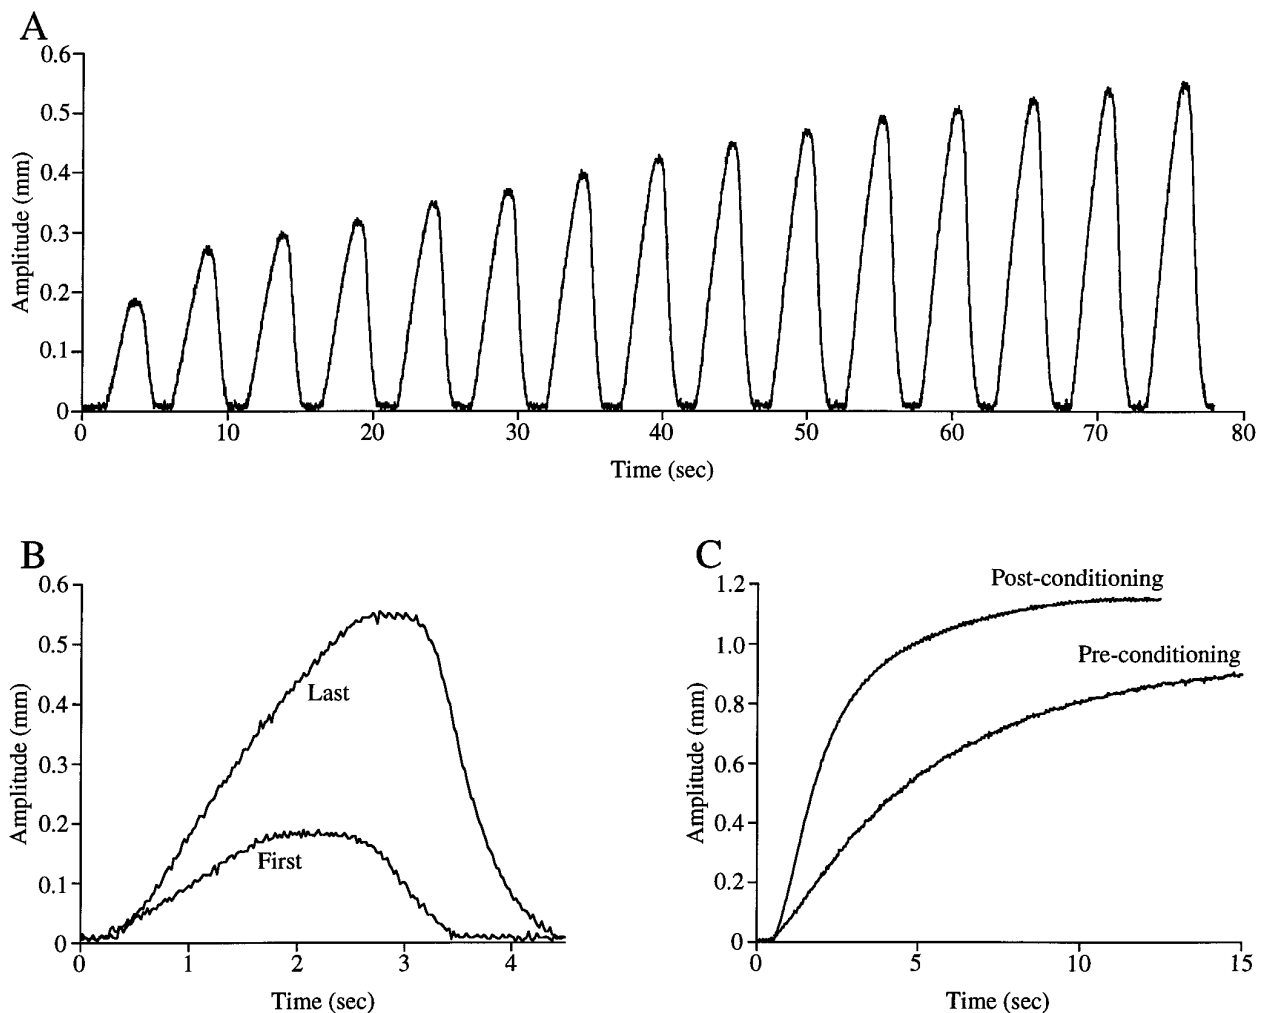 A
Amplitude (mm)
0.6
0.5
0.4
0.3
0.2
0.1
0
0 10 20 30 40 50 60 70 80
Time (sec)
B
Amplitude (mm)
0.6
0.5
0.4
0.3
0.2
0.1
0
Last
First
0 1 2 3 4
Time (sec)
C
Amplitude (mm)
1.2
1.0
0.8
0.6
0.4
0.2
0
Post-conditioning
Pre-conditioning
0 5 10 15
Time (sec)